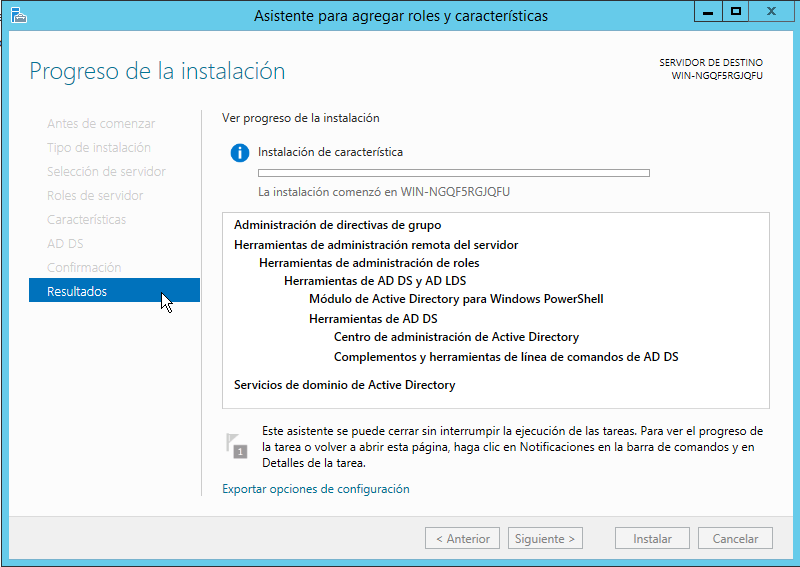 Asistente para agregar roles y características
Progreso de la instalación
SERVIDOR DE DESTINO
WIN-NGQF5RGJQFU
Antes de comenzar
Tipo de instalación
Selección de servidor
Roles de servidor
Características
AD DS
Confirmación
Resultados
Ver progreso de la instalación
Instalación de característica
La instalación comenzó en WIN-NGQF5RGJQFU
Administración de directivas de grupo
Herramientas de administración remota del servidor
Herramientas de administración de roles
Herramientas de AD DS y AD LDS
Módulo de Active Directory para Windows PowerShell
Herramientas de AD DS
Centro de administración de Active Directory
Complementos y herramientas de línea de comandos de AD DS
Servicios de dominio de Active Directory
1
Este asistente se puede cerrar sin interrumpir la ejecución de las tareas. Para ver el progreso de
la tarea o volver a abrir esta página, haga clic en Notificaciones en la barra de comandos y en
Detalles de la tarea.
Exportar opciones de configuración
< Anterior
Siguiente >
Instalar
Cancelar